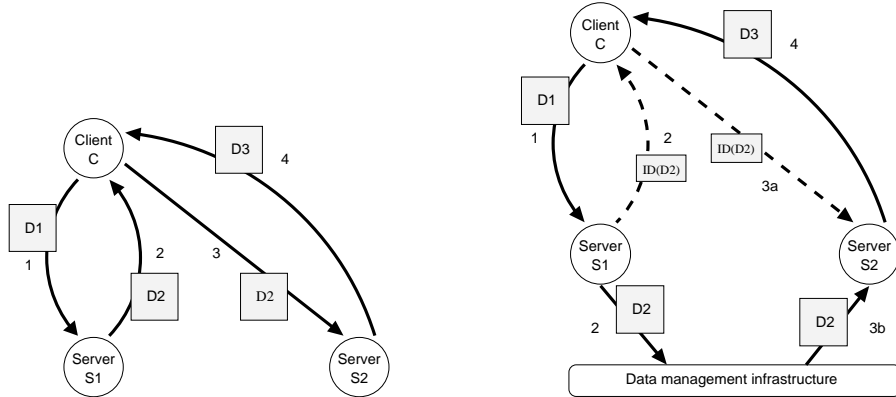 Client
C
D3
4
D1
1
2
3
D2
D2
Server
S1
Server
S2
Client
C
D3
4
D1
1
2
ID(D2)
ID(D2)
3a
Server
S1
Server
S2
D2
2
D2
3b
Data management infrastructure